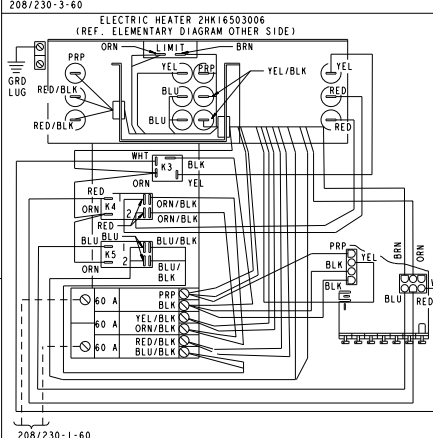 208/230-3-60
ELECTRIC HEATER 2HK16503006
(REF. ELEMENTARY DIAGRAM OTHER SIDE)
ORN
LIMIT
BRN
GRD
LUG
PRP
YEL
PRP
YEL/BLK
YEL
RED/BLK
BLU
RED
RED/BLK
BLU
RED
WHT
K3
BLK
ORN
YEL
RED
K4
1
ORN
2
ORN/BLK
RED
ORN/BLK
BLU
BLU
K5
1
BLU/BLK
2
ORN
BLU/
BLK
PRP
YEL
BRN
ORN
BLK
BLK
BLU
RED
60 A
PRP
BLK
60 A
YEL/BLK
ORN/BLK
60 A
RED/BLK
BLU/BLK
208/230-1-60